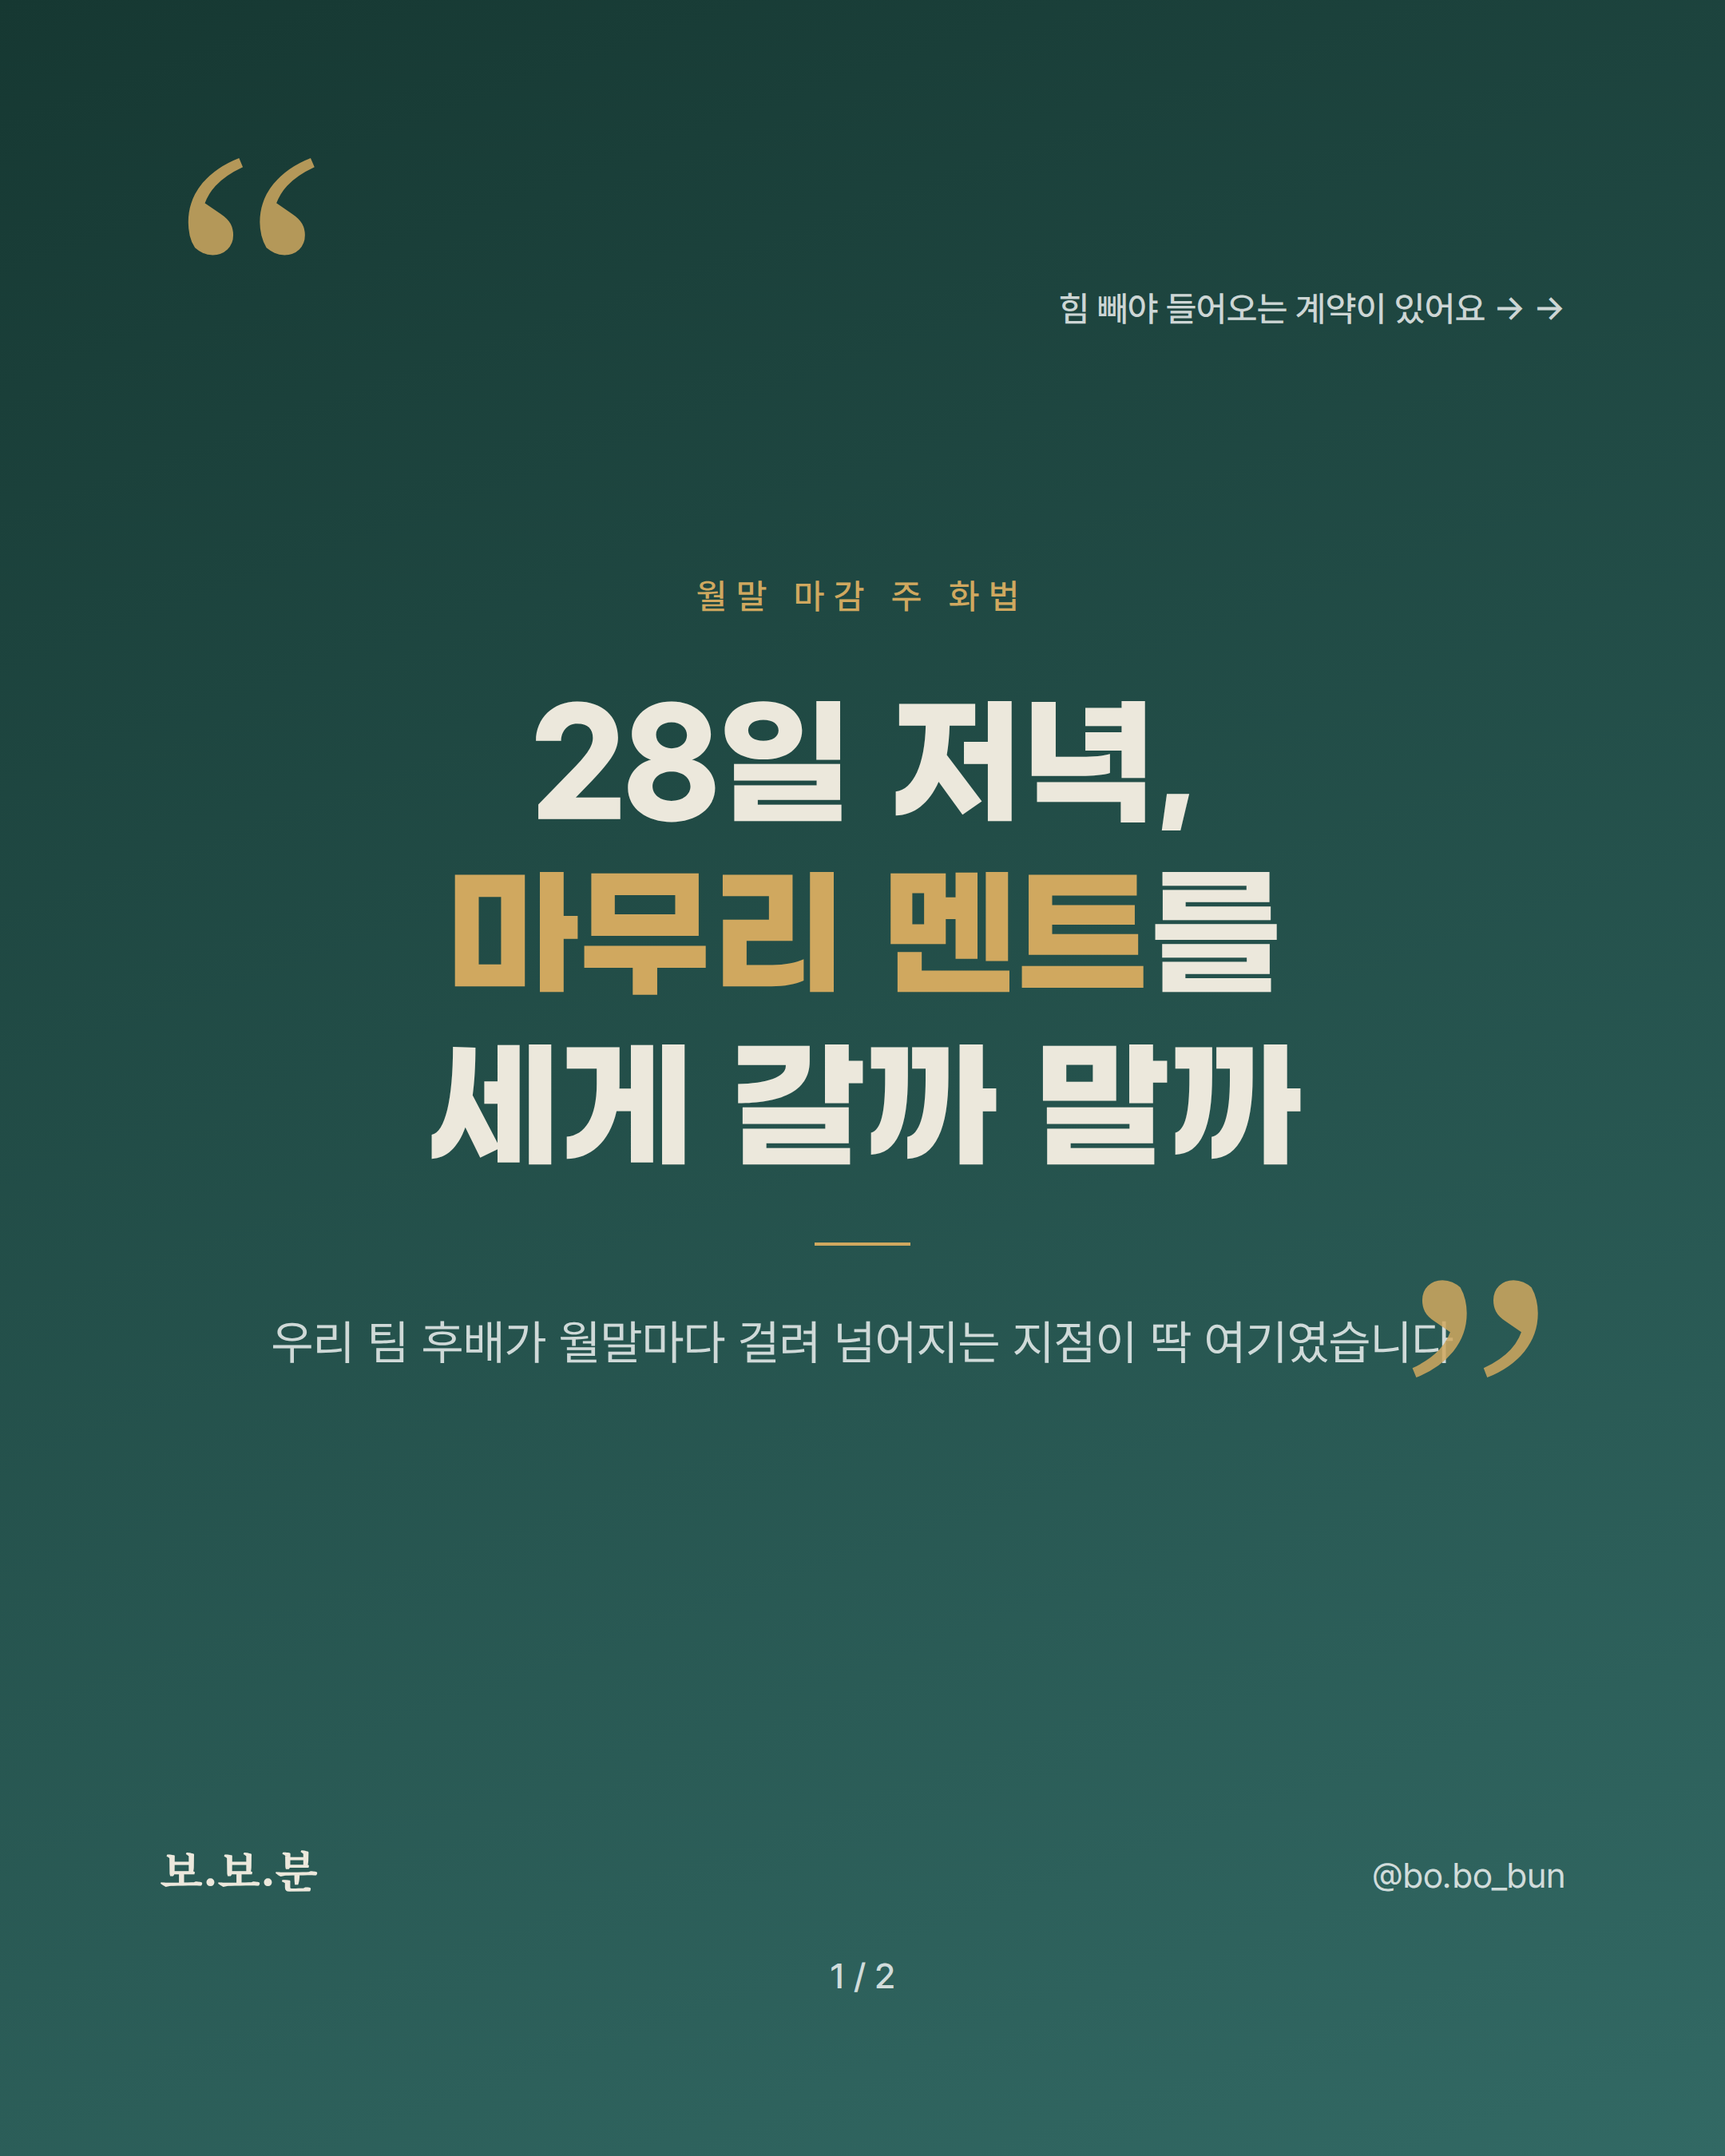 “
힘 빼야 들어오는 계약이 있어요 → →
월말 마감 주 화법
28일 저녁,
마무리 멘트를
세게 갈까 말까
우리 팀 후배가 월말마다 걸려 넘어지는 지점이 딱 여기였습니다
”
보.보.분
@bo.bo_bun
1 / 2